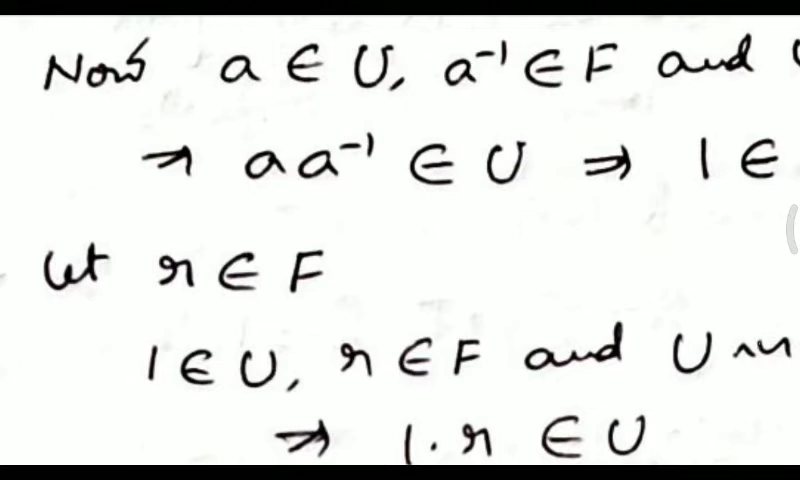 Now a ∈ U, a⁻¹ ∈ F and
⇒ aa⁻¹ ∈ U ⇒ 1 ∈
Let r ∈ F
1 ∈ U, r ∈ F and U
⇒ 1.r ∈ U